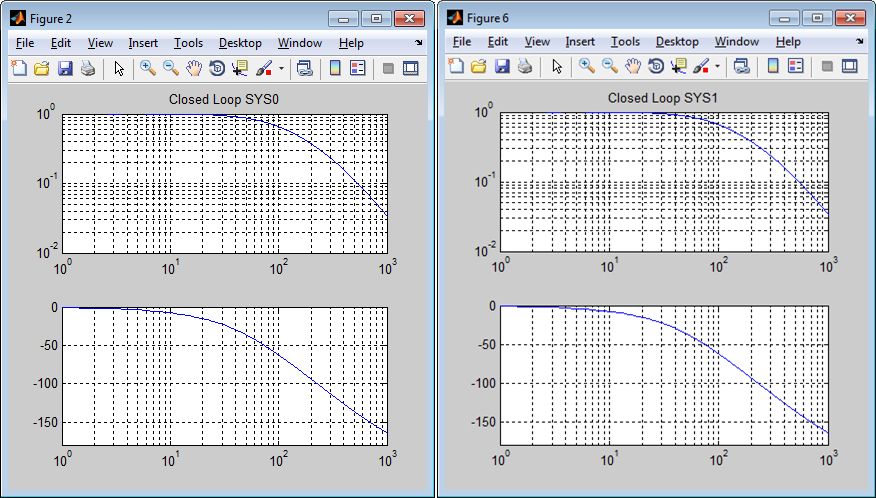 Figure 2
File Edit View Insert Tools Desktop Window Help
Closed Loop SYS0
10^0
10^-1
10^-2
10^0 10^1 10^2 10^3
0
-50
-100
-150
10^0 10^1 10^2 10^3
Figure 6
File Edit View Insert Tools Desktop Window Help
Closed Loop SYS1
10^0
10^-1
10^-2
10^0 10^1 10^2 10^3
0
-50
-100
-150
10^0 10^1 10^2 10^3